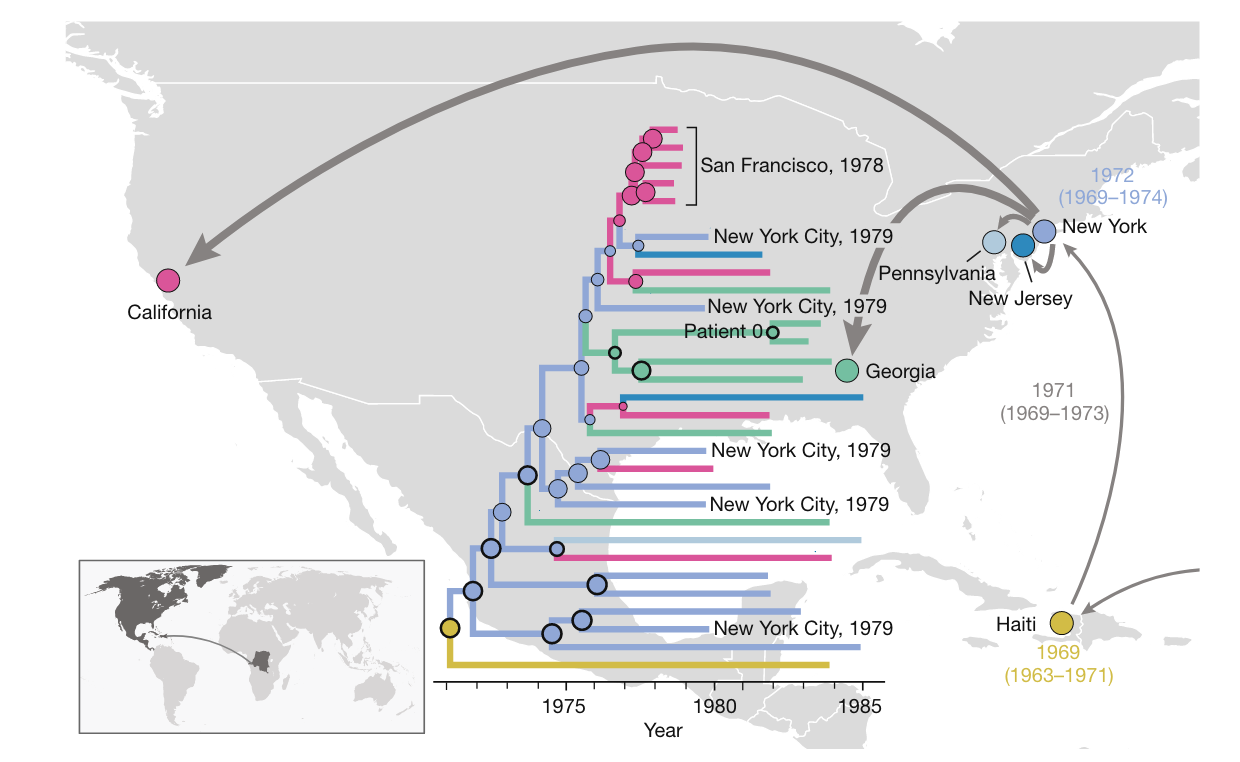 San Francisco, 1978
1972
(1969–1974)
New York
New York City, 1979
Pennsylvania
New Jersey
California
New York City, 1979
Patient 0
Georgia
1971
(1969–1973)
New York City, 1979
New York City, 1979
Haiti
New York City, 1979
1969
(1963–1971)
1975
1980
1985
Year